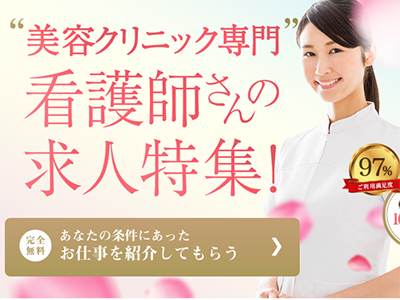 “美容クリニック専門”
看護師さんの
求人特集!
97%
ご利用満足度
完全
無料
あなたの条件にあった
お仕事を紹介してもらう